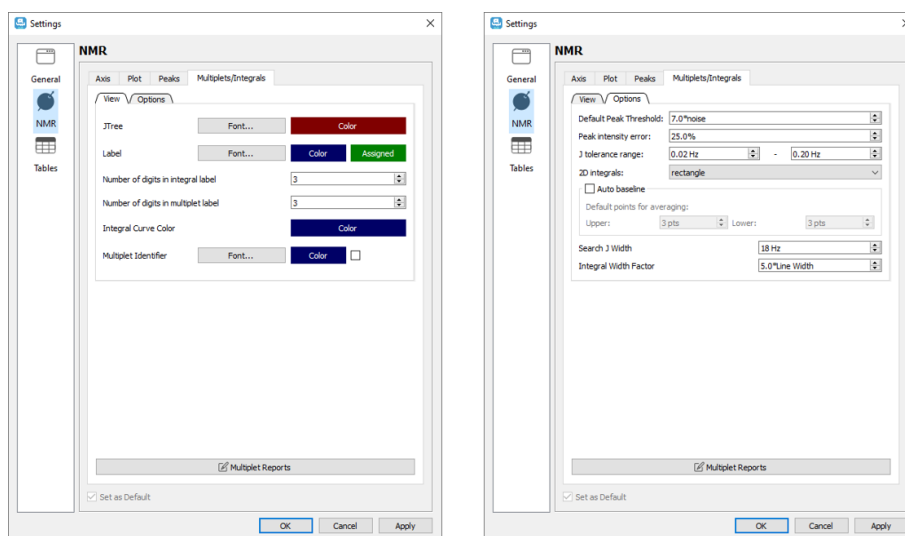 Settings
NMR
General
NMR
Tables
Axis Plot Peaks Multiplets/Integrals
View Options
JTree Font... Color
Label Font... Color Assigned
Number of digits in integral label 3
Number of digits in multiplet label 3
Integral Curve Color Color
Multiplet Identifier Font... Color
Multiplet Reports
Set as Default
OK Cancel Apply
Settings
NMR
General
NMR
Tables
Axis Plot Peaks Multiplets/Integrals
View Options
Default Peak Threshold: 7.0*noise
Peak intensity error: 25.0%
J tolerance range: 0.02 Hz - 0.20 Hz
2D integrals: rectangle
Auto baseline
Default points for averaging:
Upper: 3 pts Lower: 3 pts
Search J Width 18 Hz
Integral Width Factor 5.0*Line Width
Multiplet Reports
Set as Default
OK Cancel Apply